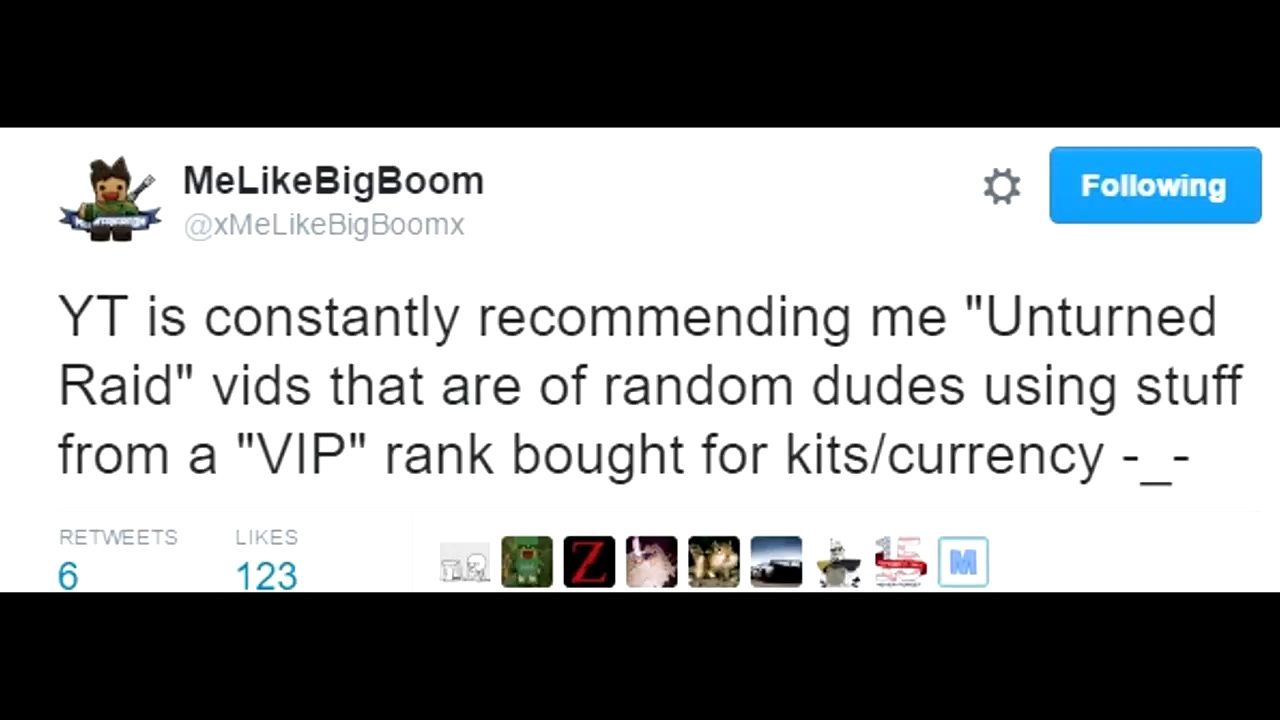 MeLikeBigBoom
@xMeLikeBigBoomx
Following
YT is constantly recommending me "Unturned
Raid" vids that are of random dudes using stuff
from a "VIP" rank bought for kits/currency -_-
RETWEETS
6
LIKES
123
Z
15
M